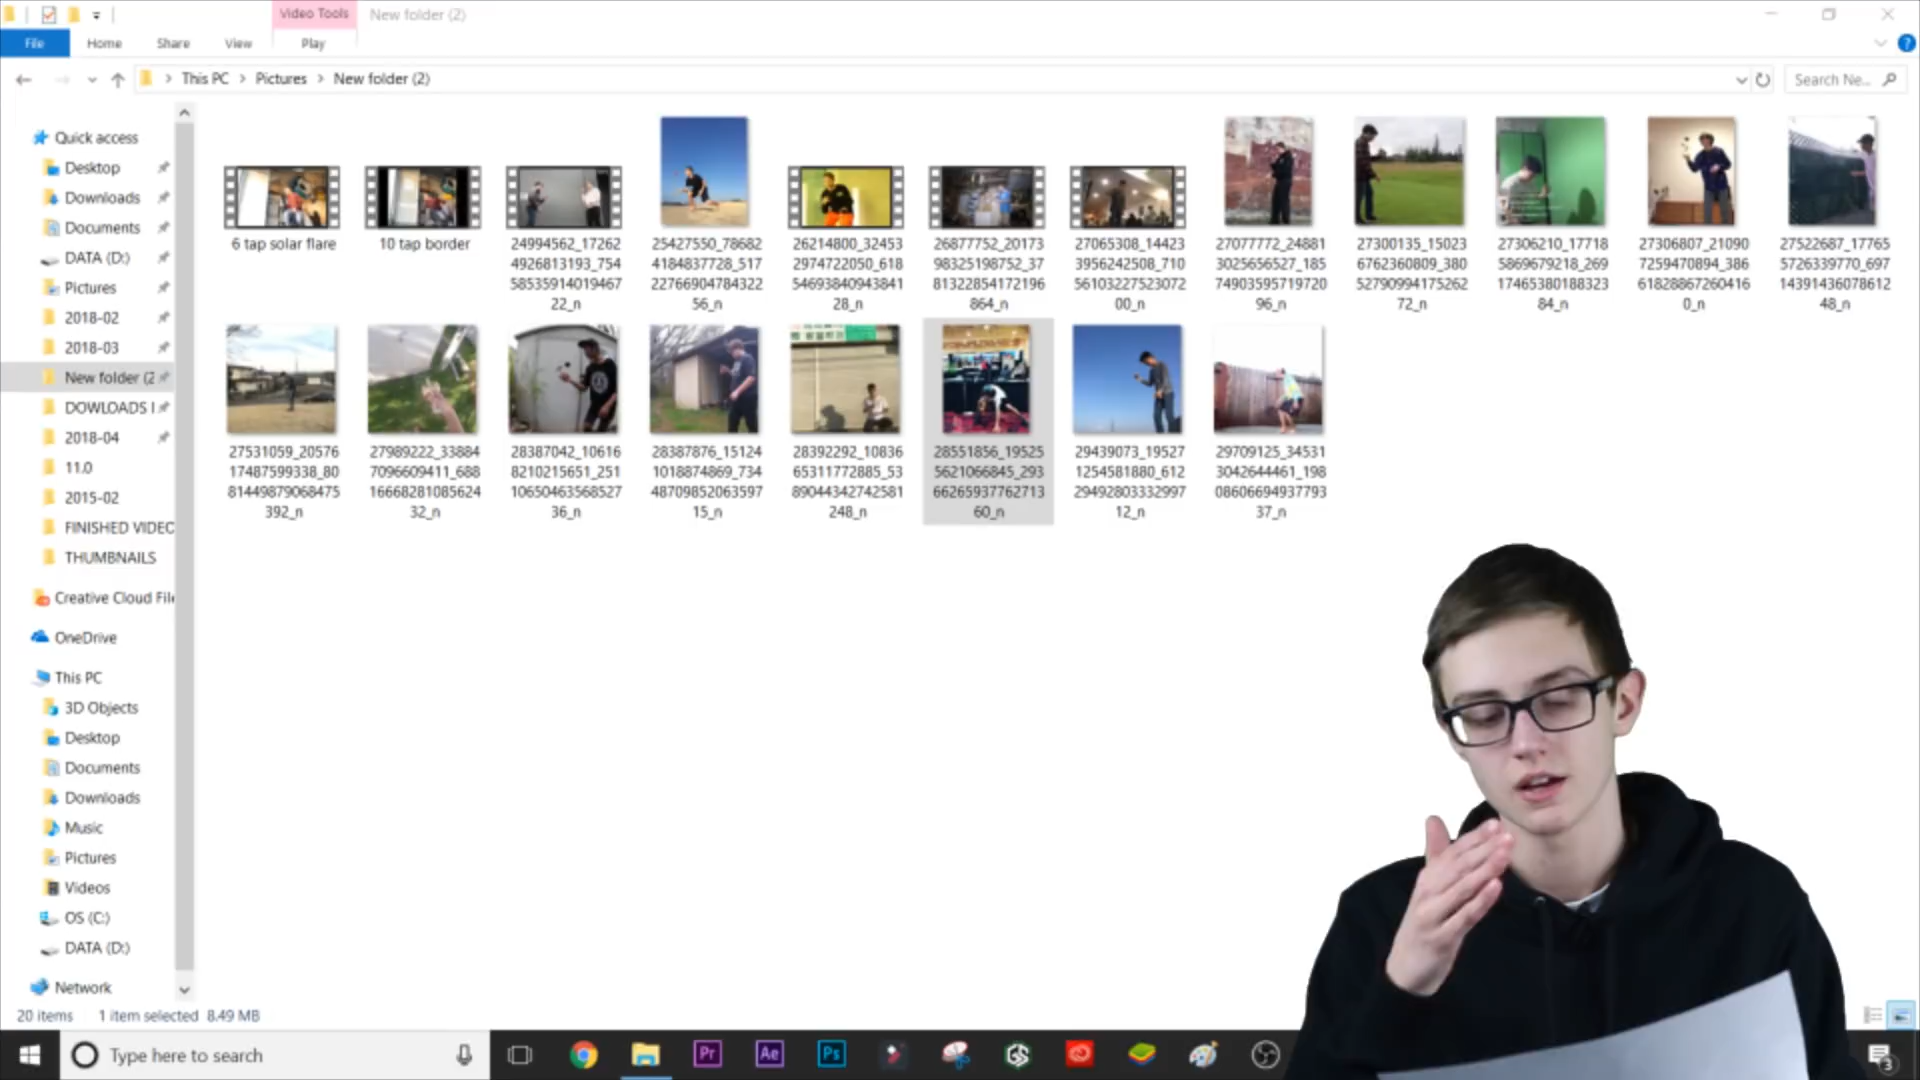 Video Tools
New folder (2)
File
Home
Share
View
Play
?
This PC
Pictures
New folder (2)
Search Ne...
Quick access
Desktop
Downloads
Documents
DATA (D:)
Pictures
2018-02
2018-03
New folder (2
DOWLOADS I
2018-04
11.0
2015-02
FINISHED VIDEO
THUMBNAILS
Creative Cloud File
OneDrive
This PC
3D Objects
Desktop
Documents
Downloads
Music
Pictures
Videos
OS (C:)
DATA (D:)
Network
6 tap solar flare
10 tap border
24994562_17262
4926813193_754
58535914019467
22_n
25427550_78682
4184837728_517
22766904784322
56_n
26214800_32453
2974722050_618
54693840943841
28_n
26877752_20173
98325198752_37
81322854172196
864_n
27065308_14423
3956242508_710
56103227523072
00_n
27077772_24881
3025656527_185
74903595719720
96_n
27300135_15023
6762360809_380
52790994175262
72_n
27306210_17718
5869679218_269
17465380188323
84_n
27306807_21090
7259470894_386
61828867260416
0_n
27522687_17765
5726339770_697
14391436078612
48_n
27531059_20576
17487599338_80
81449879068475
392_n
27989222_33884
7096609411_688
16668281085624
32_n
28387042_10616
8210215651_251
10650463568527
36_n
28387876_15124
1018874869_734
48709852063597
15_n
28392292_10836
65311772885_53
89044342742581
248_n
28551856_19525
5621066845_293
66265937762713
60_n
29439073_19527
1254581880_612
29492803332997
12_n
29709125_34531
3042644461_198
08606694937793
37_n
20 items
1 item selected 8.49 MB
Type here to search
Pr
Ae
Ps
3